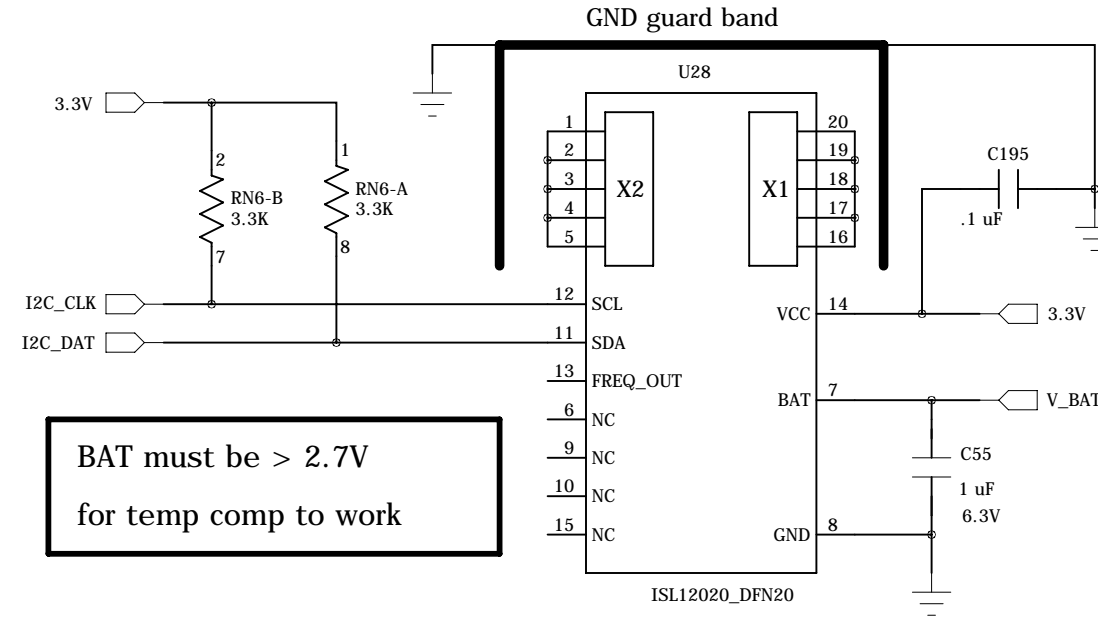 GND guard band
U28
3.3V
1
2
3
4
5
X2
X1
20
19
18
17
16
C195
.1 uF
2
RN6-B
3.3K
7
1
RN6-A
3.3K
8
I2C_CLK
12
SCL
VCC
14
3.3V
I2C_DAT
11
SDA
13
FREQ_OUT
BAT
7
V_BAT
6
NC
9
NC
10
NC
15
NC
GND
8
C55
1 uF
6.3V
BAT must be > 2.7V
for temp comp to work
ISL12020_DFN20